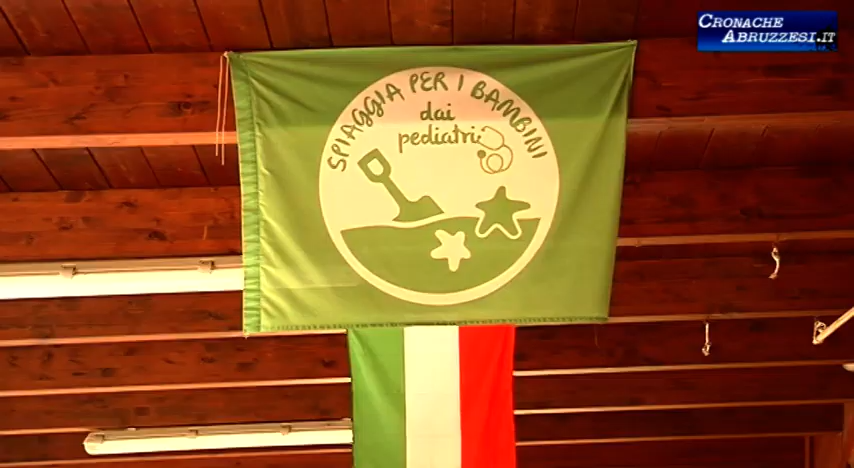 CRONACHE
ABRUZZESI.IT
SPIAGGIA PER I BAMBINI
dai
pediatri